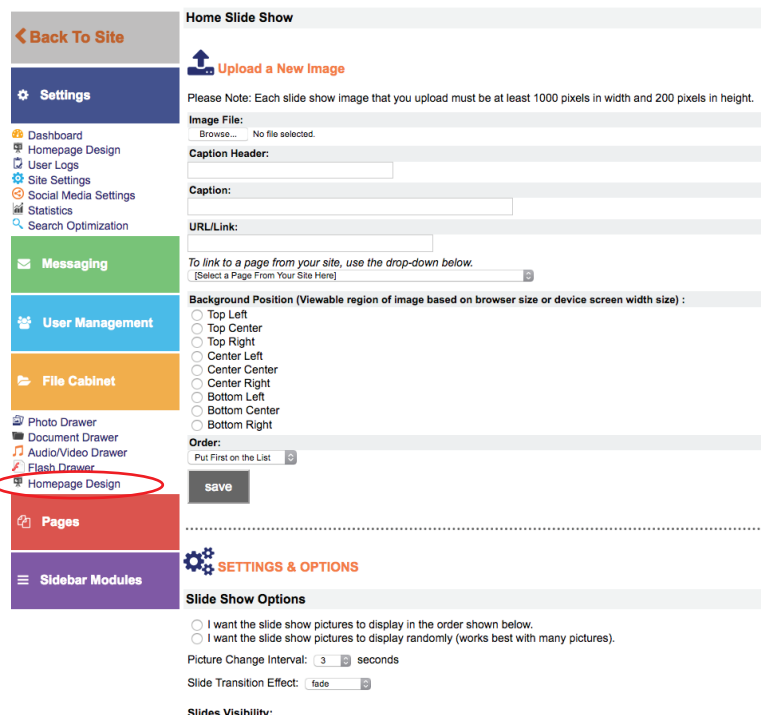 Back To Site
Settings
Dashboard
Homepage Design
User Logs
Site Settings
Social Media Settings
Statistics
Search Optimization
Messaging
User Management
File Cabinet
Photo Drawer
Document Drawer
Audio/Video Drawer
Flash Drawer
Homepage Design
Pages
Sidebar Modules
Home Slide Show
Upload a New Image
Please Note: Each slide show image that you upload must be at least 1000 pixels in width and 200 pixels in height.
Image File:
Browse... No file selected.
Caption Header:
Caption:
URL/Link:
To link to a page from your site, use the drop-down below.
[Select a Page From Your Site Here]
Background Position (Viewable region of image based on browser size or device screen width size) :
Top Left
Top Center
Top Right
Center Left
Center Center
Center Right
Bottom Left
Bottom Center
Bottom Right
Order:
Put First on the List
save
SETTINGS & OPTIONS
Slide Show Options
I want the slide show pictures to display in the order shown below.
I want the slide show pictures to display randomly (works best with many pictures).
Picture Change Interval: 3 seconds
Slide Transition Effect: fade
Slides Visibility: